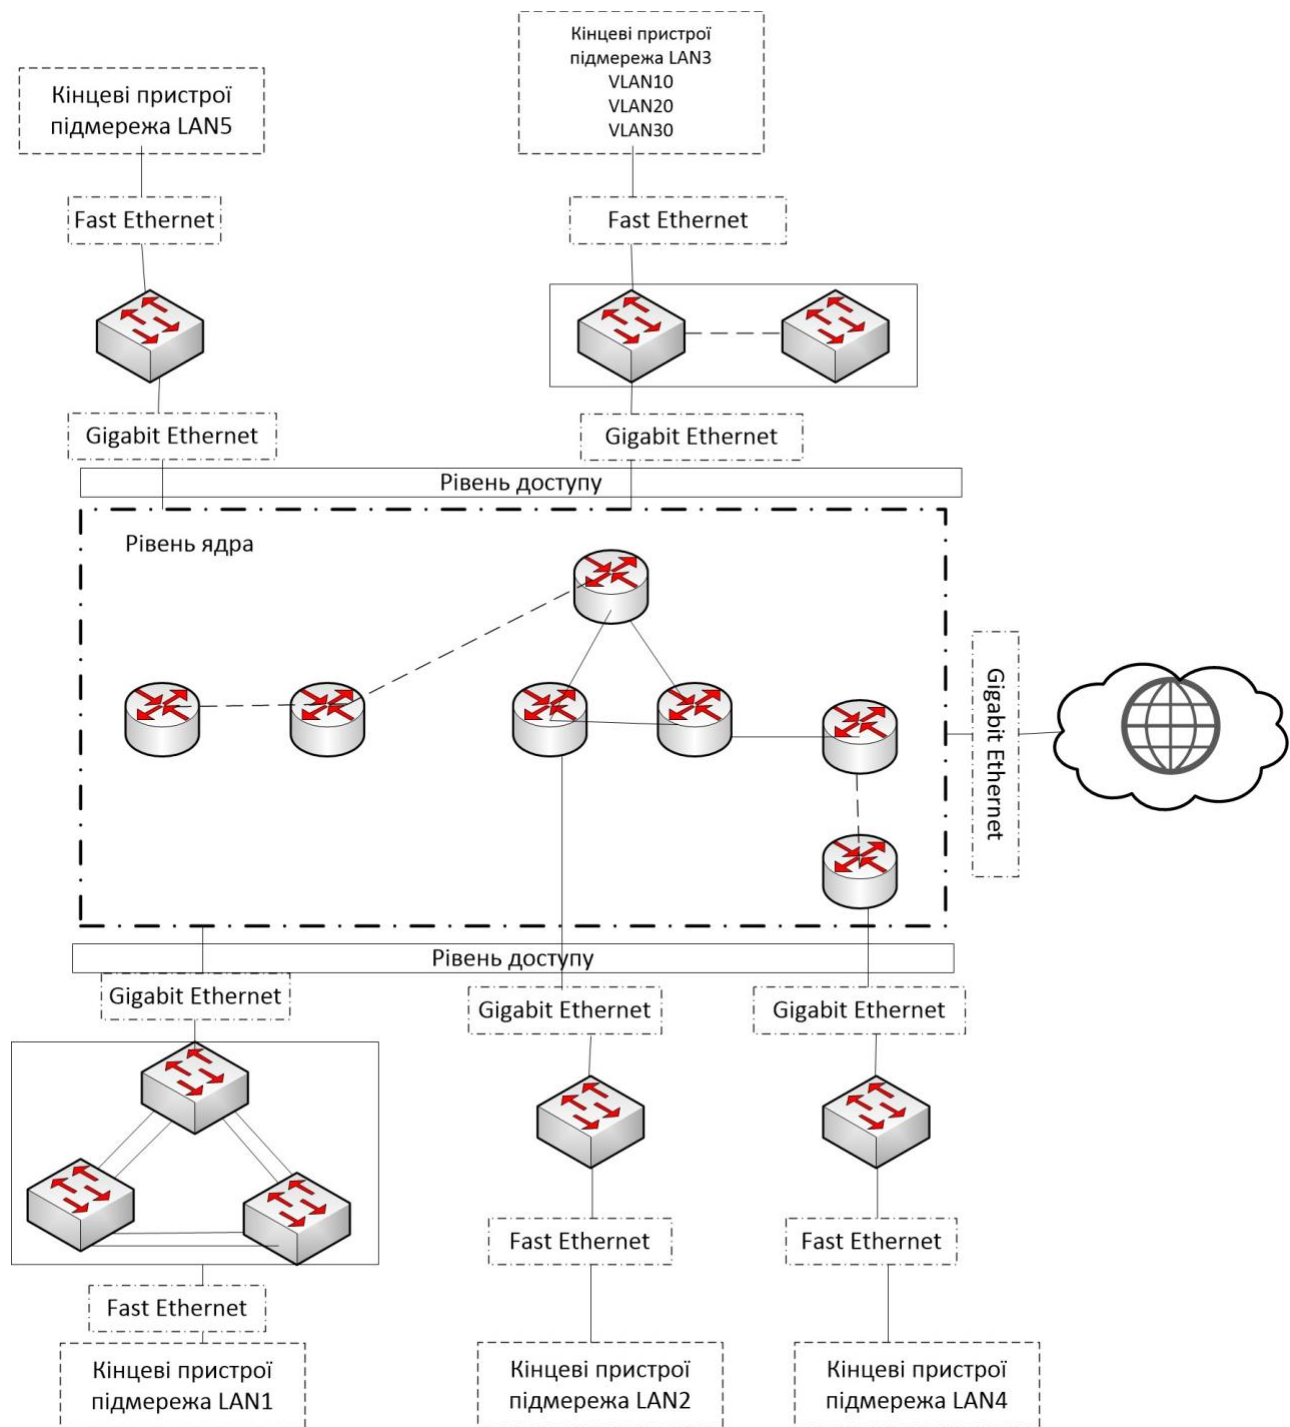 Кінцеві пристрої
підмережа LAN3
VLAN10
VLAN20
VLAN30
Кінцеві пристрої
підмережа LAN5
Fast Ethernet
Fast Ethernet
Gigabit Ethernet
Gigabit Ethernet
Рівень доступу
Рівень ядра
Gigabit Ethernet
Рівень доступу
Gigabit Ethernet
Gigabit Ethernet
Gigabit Ethernet
Fast Ethernet
Fast Ethernet
Fast Ethernet
Кінцеві пристрої
підмережа LAN1
Кінцеві пристрої
підмережа LAN2
Кінцеві пристрої
підмережа LAN4